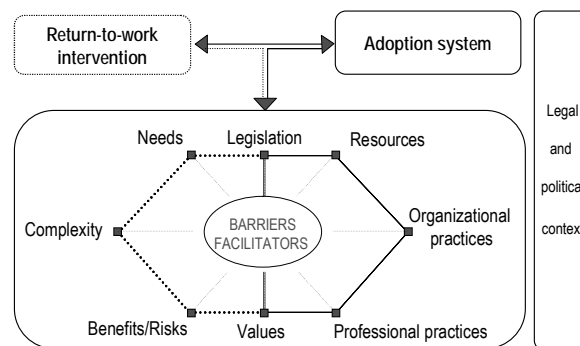 Return-to-work
intervention
Adoption system
Needs
Legislation
Resources
Complexity
BARRIERS
FACILITATORS
Organizational
practices
Benefits/Risks
Values
Professional practices
Legal
and
politica
contex